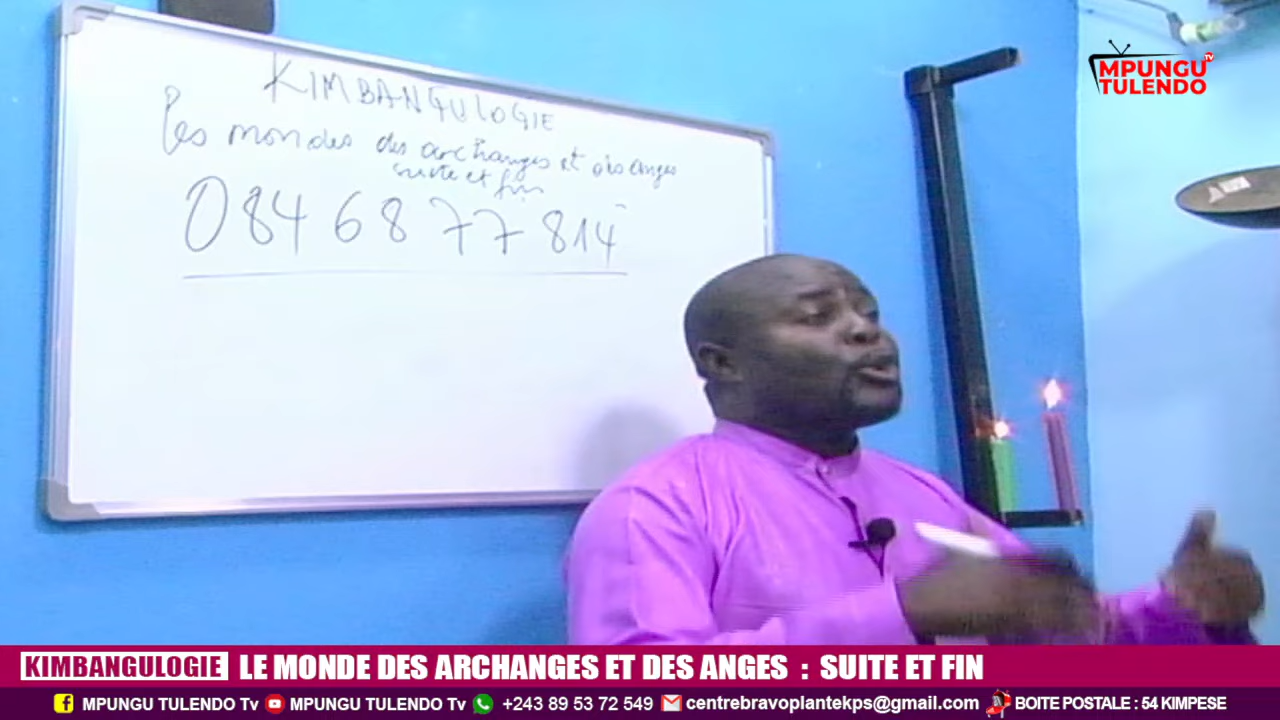 MPUNGU TV
TULENDO
KIMBANGULOGIE
Les mondes des archanges et des anges
suite et fin
084 68 77 814
KIMBANGULOGIE LE MONDE DES ARCHANGES ET DES ANGES : SUITE ET FIN
MPUNGU TULENDO Tv MPUNGU TULENDO Tv +243 89 53 72 549 centrebravoplantekps@gmail.com BOITE POSTALE : 54 KIMPESE